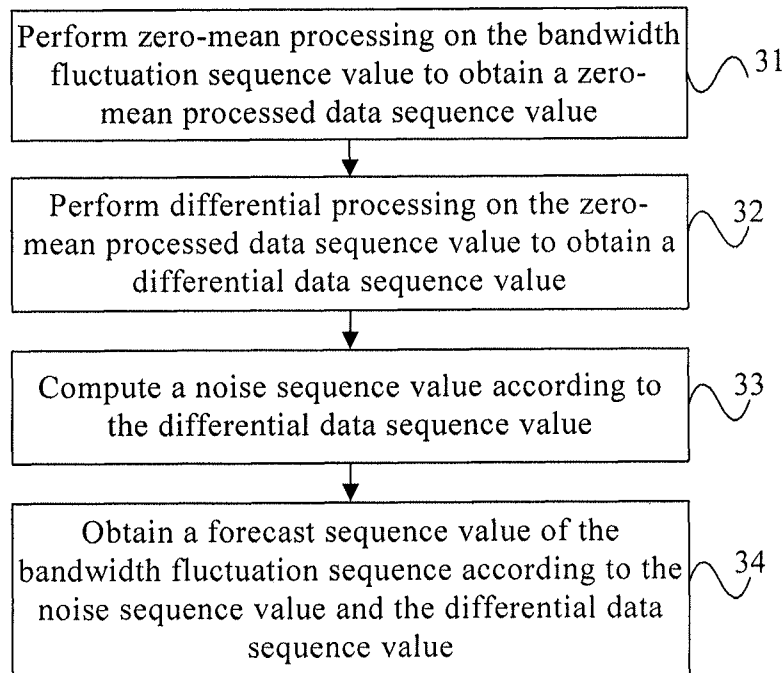 Perform zero-mean processing on the bandwidth
fluctuation sequence value to obtain a zero-
mean processed data sequence value
31
Perform differential processing on the zero-
mean processed data sequence value to obtain a
differential data sequence value
32
Compute a noise sequence value according to
the differential data sequence value
33
Obtain a forecast sequence value of the
bandwidth fluctuation sequence according to the
noise sequence value and the differential data
sequence value
34